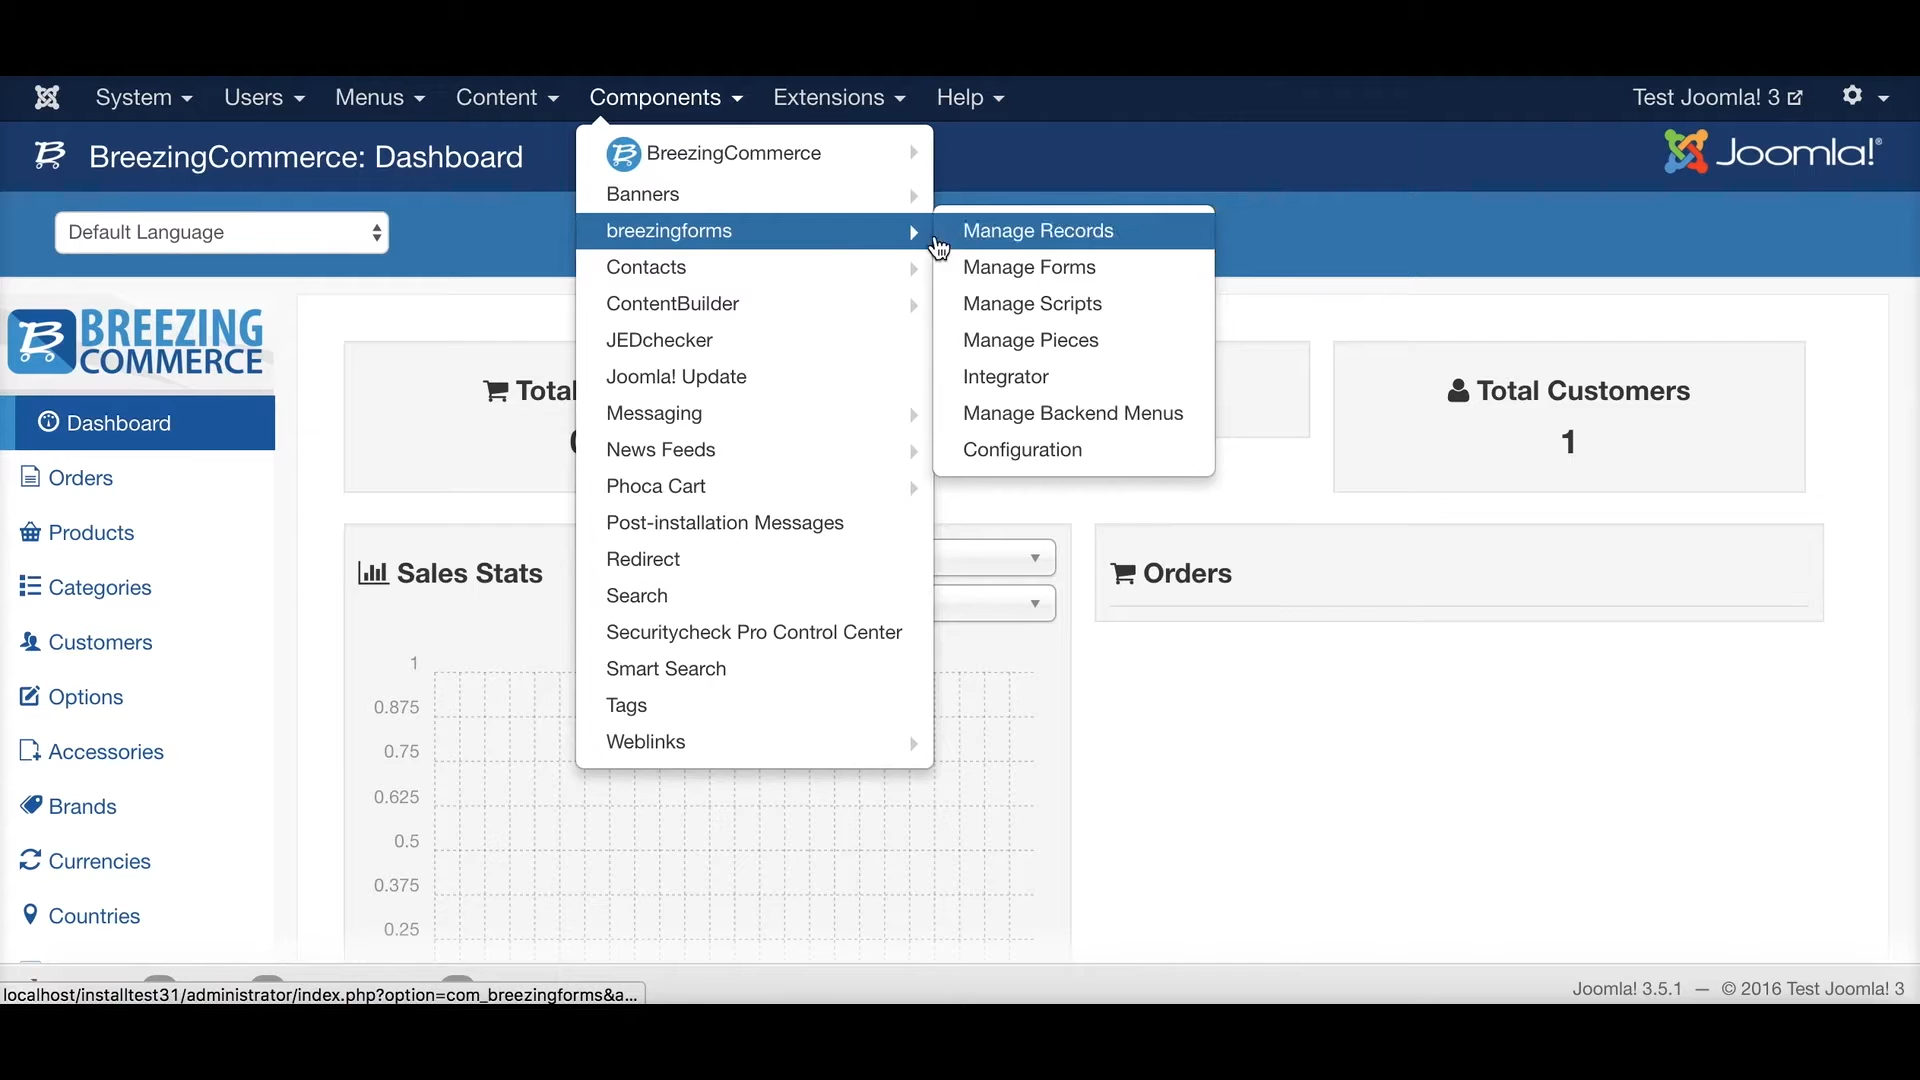 System Users Menus Content Components Extensions Help Test Joomla! 3
BreezingCommerce: Dashboard
Joomla!®
Default Language
BreezingCommerce
Banners
breezingforms
Contacts
ContentBuilder
JEDchecker
Joomla! Update
Messaging
News Feeds
Phoca Cart
Post-installation Messages
Redirect
Search
Securitycheck Pro Control Center
Smart Search
Tags
Weblinks
Manage Records
Manage Forms
Manage Scripts
Manage Pieces
Integrator
Manage Backend Menus
Configuration
BREEZING
COMMERCE
Dashboard
Orders
Products
Categories
Customers
Options
Accessories
Brands
Currencies
Countries
Total
Total Customers
1
Sales Stats
1
0.875
0.75
0.625
0.5
0.375
0.25
Orders
localhost/installtest31/administrator/index.php?option=com_breezingforms&a...
Joomla! 3.5.1 — © 2016 Test Joomla! 3